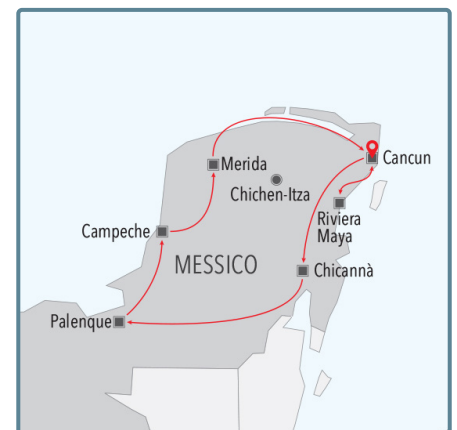 Merida
Cancun
Chichen-Itza
Riviera
Maya
Campeche
MESSICO
Chicannà
Palenque